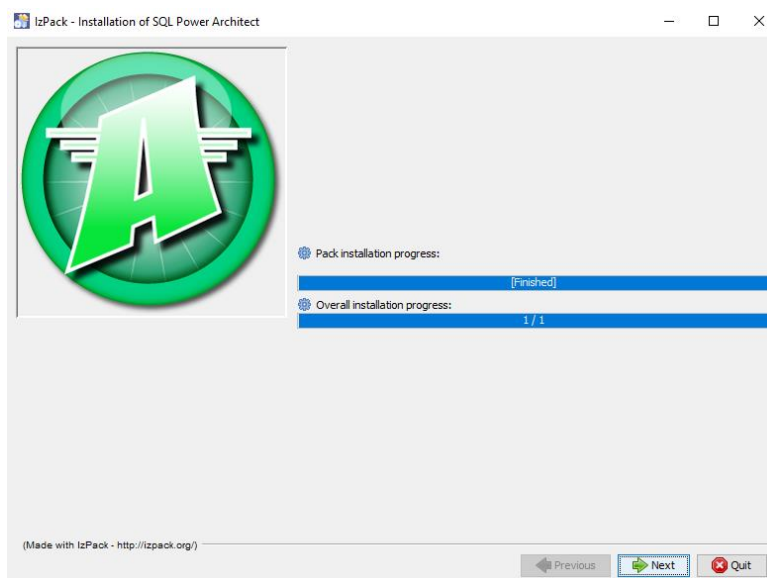 IzPack - Installation of SQL Power Architect
A
Pack installation progress:
[Finished]
Overall installation progress:
1 / 1
(Made with IzPack - http://izpack.org/)
Previous
Next
Quit